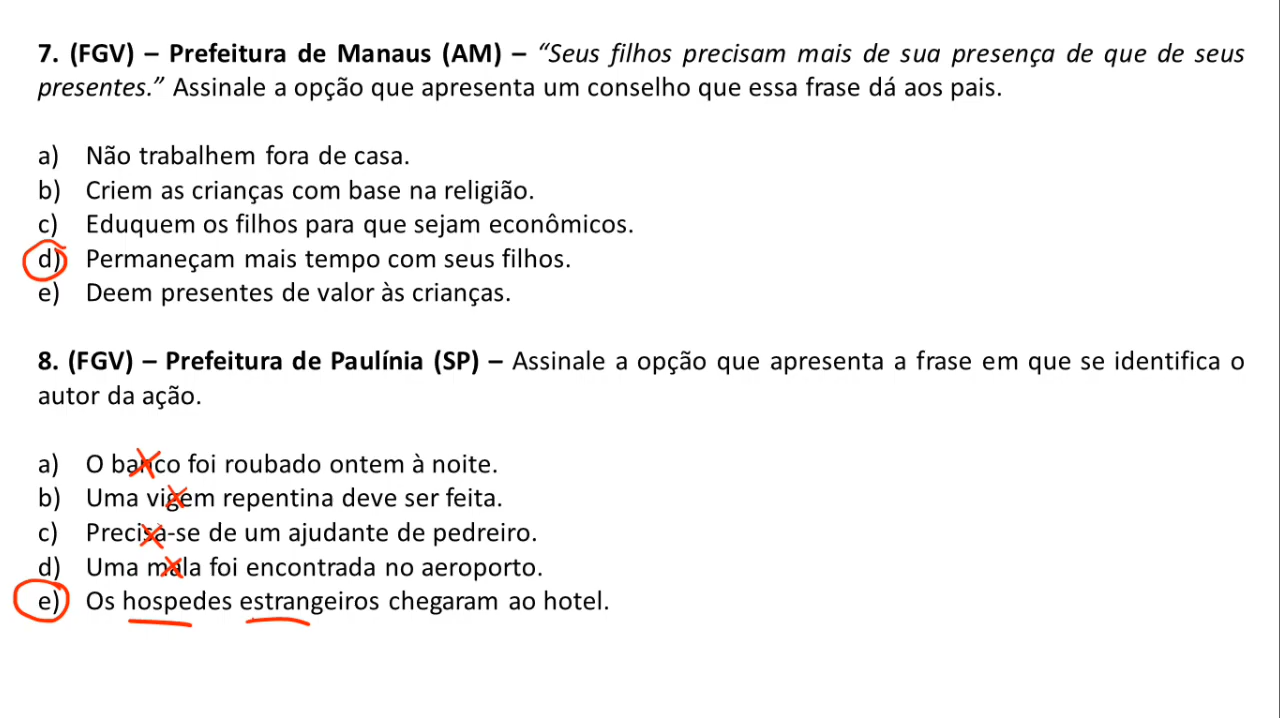 7. (FGV) – Prefeitura de Manaus (AM) – “Seus filhos precisam mais de sua presença de que de seus
presentes.” Assinale a opção que apresenta um conselho que essa frase dá aos pais.
a) Não trabalhem fora de casa.
b) Criem as crianças com base na religião.
c) Eduquem os filhos para que sejam econômicos.
d) Permaneçam mais tempo com seus filhos.
e) Deem presentes de valor às crianças.
8. (FGV) – Prefeitura de Paulínia (SP) – Assinale a opção que apresenta a frase em que se identifica o
autor da ação.
a) O banco foi roubado ontem à noite.
b) Uma vigem repentina deve ser feita.
c) Precisa-se de um ajudante de pedreiro.
d) Uma mala foi encontrada no aeroporto.
e) Os hospedes estrangeiros chegaram ao hotel.